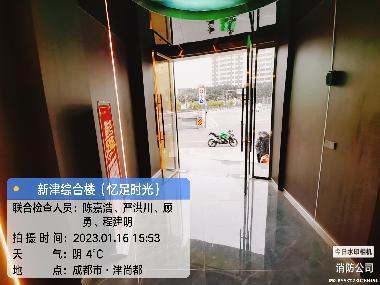 新津综合楼（忆足时光）
联合检查人员：陈嘉浩、严洪川、顾
勇、程建明
拍 摄 时 间：2023.01.16 15:53
天 气：阴 4℃
地 点：成都市·津尚都
今日水印相机
消防公司